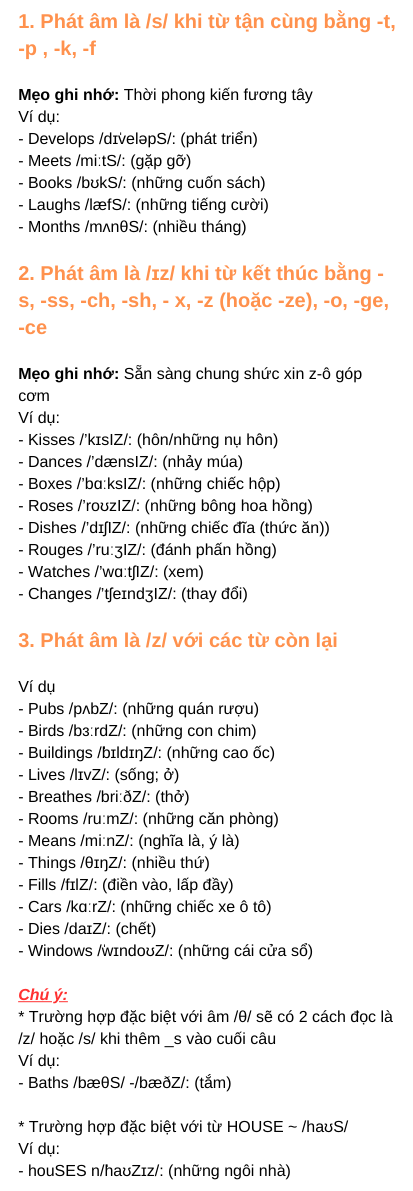 1. Phát âm là /s/ khi từ tận cùng bằng -t,
-p , -k, -f
Mẹo ghi nhớ: Thời phong kiến fương tây
Ví dụ:
- Develops /dɪˈveləpS/: (phát triển)
- Meets /miːtS/: (gặp gỡ)
- Books /bʊkS/: (những cuốn sách)
- Laughs /læfS/: (những tiếng cười)
- Months /mʌnθS/: (nhiều tháng)
2. Phát âm là /ɪz/ khi từ kết thúc bằng -
s, -ss, -ch, -sh, - x, -z (hoặc -ze), -o, -ge,
-ce
Mẹo ghi nhớ: Sẵn sàng chung shức xin z-ô góp
cơm
Ví dụ:
- Kisses /’kɪsIZ/: (hôn/những nụ hôn)
- Dances /’dænsIZ/: (nhảy múa)
- Boxes /’bɑːksIZ/: (những chiếc hộp)
- Roses /’roʊzIZ/: (những bông hoa hồng)
- Dishes /’dɪʃIZ/: (những chiếc đĩa (thức ăn))
- Rouges /’ruːʒIZ/: (đánh phấn hồng)
- Watches /’wɑːtʃIZ/: (xem)
- Changes /’tʃeɪndʒIZ/: (thay đổi)
3. Phát âm là /z/ với các từ còn lại
Ví dụ
- Pubs /pʌbZ/: (những quán rượu)
- Birds /bɜːrdZ/: (những con chim)
- Buildings /bɪldɪŋZ/: (những cao ốc)
- Lives /lɪvZ/: (sống; ở)
- Breathes /briːðZ/: (thở)
- Rooms /ruːmZ/: (những căn phòng)
- Means /miːnZ/: (nghĩa là, ý là)
- Things /θɪŋZ/: (nhiều thứ)
- Fills /fɪlZ/: (điền vào, lấp đầy)
- Cars /kɑːrZ/: (những chiếc xe ô tô)
- Dies /daɪZ/: (chết)
- Windows /ˈwɪndoʊZ/: (những cái cửa sổ)
Chú ý:
* Trường hợp đặc biệt với âm /θ/ sẽ có 2 cách đọc là
/z/ hoặc /s/ khi thêm _s vào cuối câu
Ví dụ:
- Baths /bæθS/ -/bæðZ/: (tắm)
* Trường hợp đặc biệt với từ HOUSE ~ /haʊS/
Ví dụ:
- houSES n/ˈhaʊZɪz/: (những ngôi nhà)